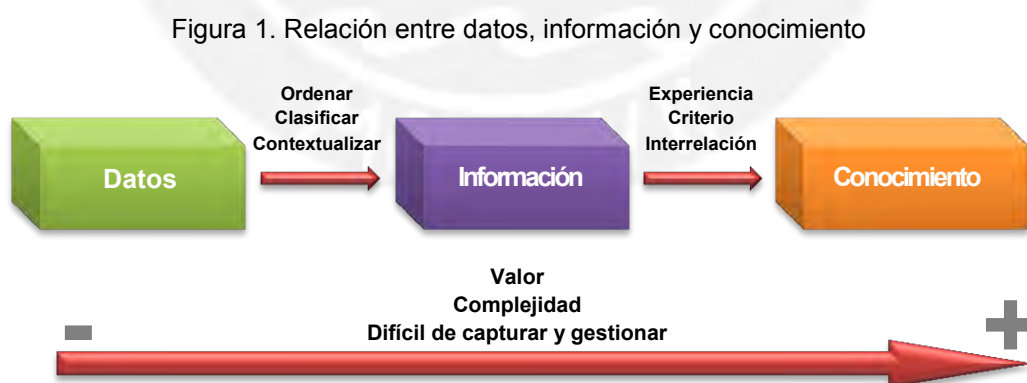 Figura 1. Relación entre datos, información y conocimiento
Ordenar
Clasificar
Contextualizar
Experiencia
Criterio
Interrelación
Datos
Información
Conocimiento
Valor
Complejidad
Difícil de capturar y gestionar
-
+